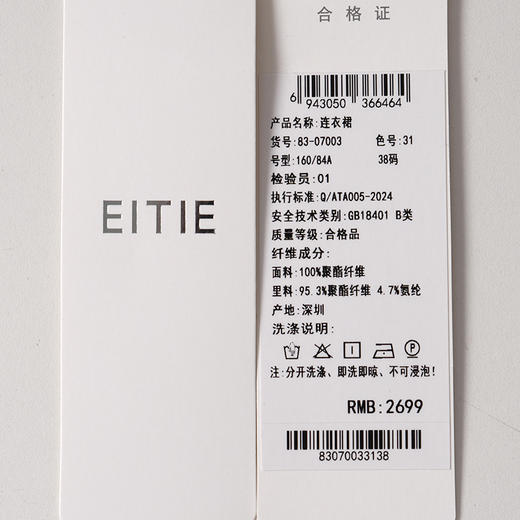 EITIE
合格证
6 943050 366464
产品名称:连衣裙
货号:83-07003 色号:31
号型:160/84A 38码
检验员:01
执行标准:Q/ATA005-2024
安全技术类别:GB18401 B类
质量等级:合格品
纤维成分:
面料:100%聚酯纤维
里料:95.3%聚酯纤维 4.7%氨纶
产地:深圳
洗涤说明:
注:分开洗涤、即洗即晾、不可浸泡!
RMB:2699
83070033138